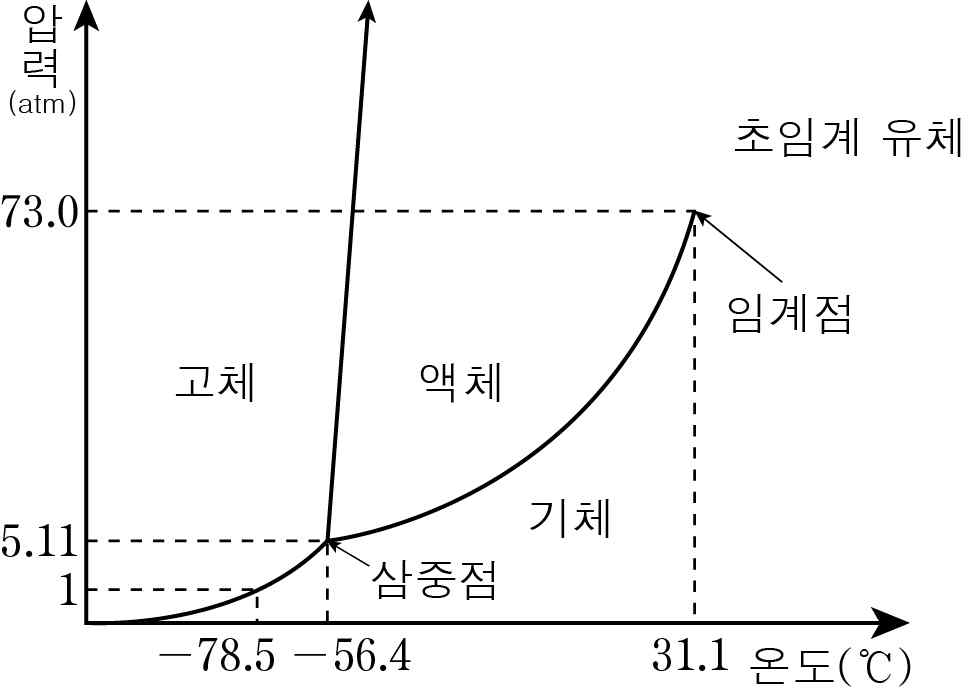 압
력
(atm)
초임계 유체
73.0
임계점
고체
액체
기체
5.11
삼중점
1
−78.5
−56.4
31.1
온도(℃)